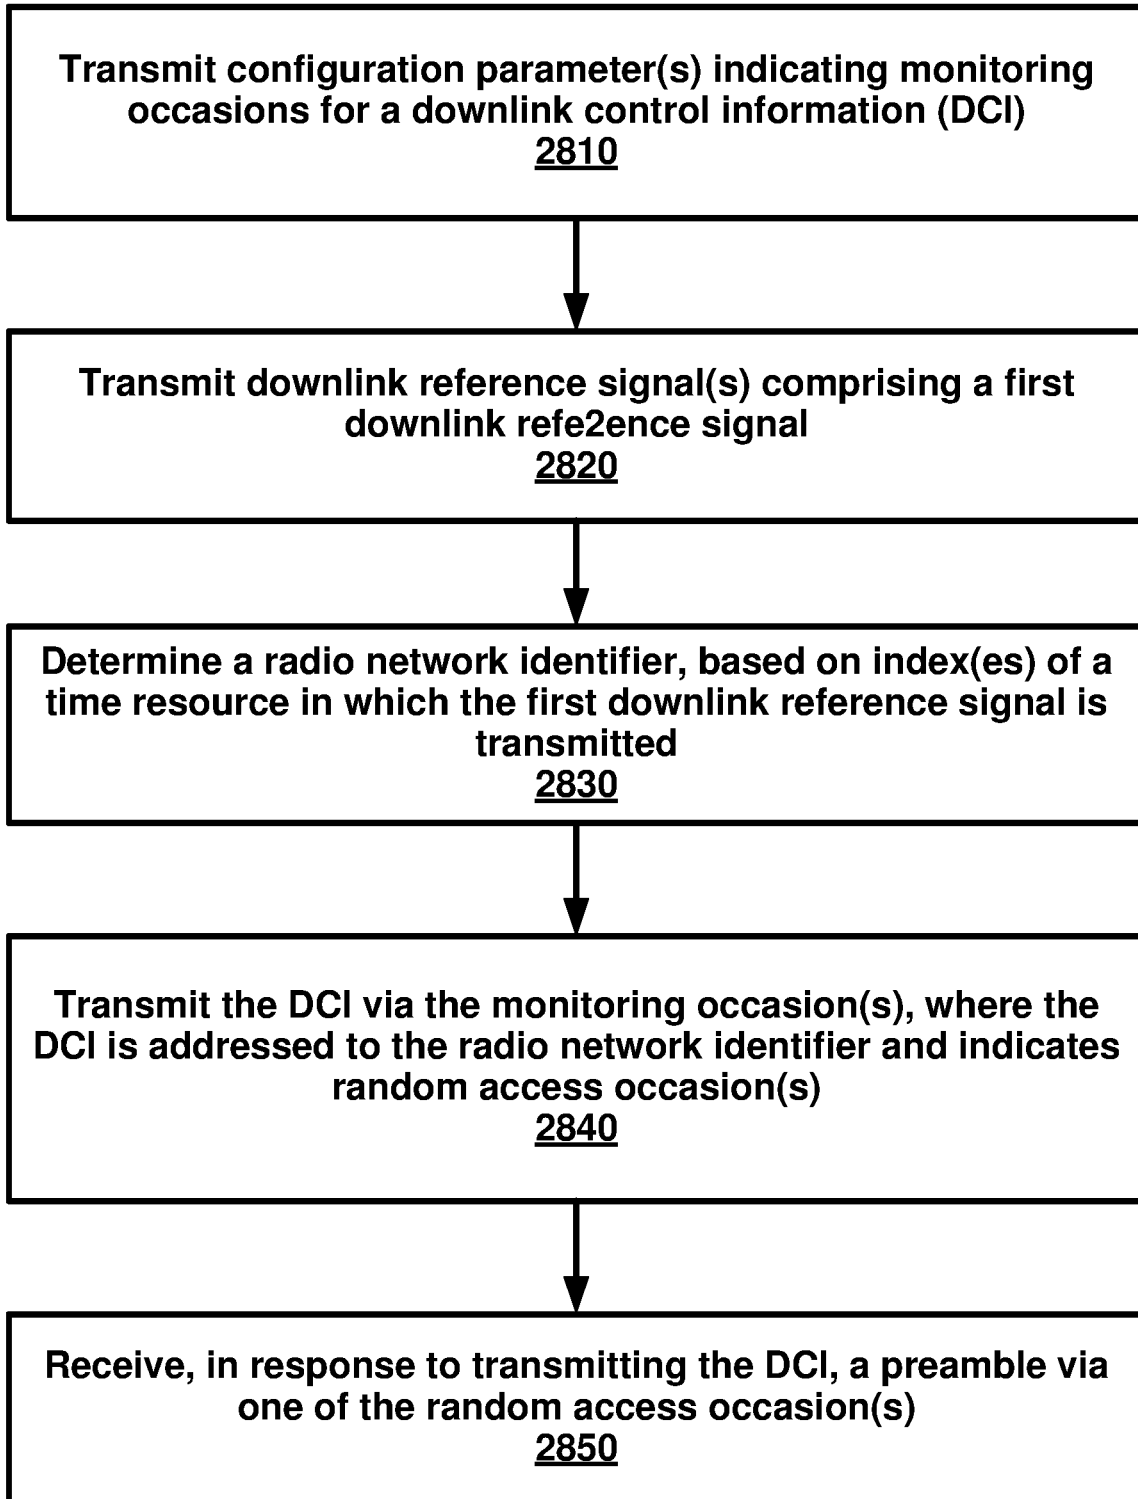 Transmit configuration parameter(s) indicating monitoring
occasions for a downlink control information (DCI)
2810
Transmit downlink reference signal(s) comprising a first
downlink refe2ence signal
2820
Determine a radio network identifier, based on index(es) of a
time resource in which the first downlink reference signal is
transmitted
2830
Transmit the DCI via the monitoring occasion(s), where the
DCI is addressed to the radio network identifier and indicates
random access occasion(s)
2840
Receive, in response to transmitting the DCI, a preamble via
one of the random access occasion(s)
2850